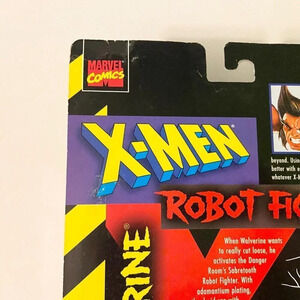 MARVEL
COMICS
X-MEN
beyond.
better with
whatever X-M
ROBOT FIG
When Wolverine wants
to really cut loose, he
activates the Danger
Room's Sabretooth
Robot Fighter. With
adamantium plating,
RINE